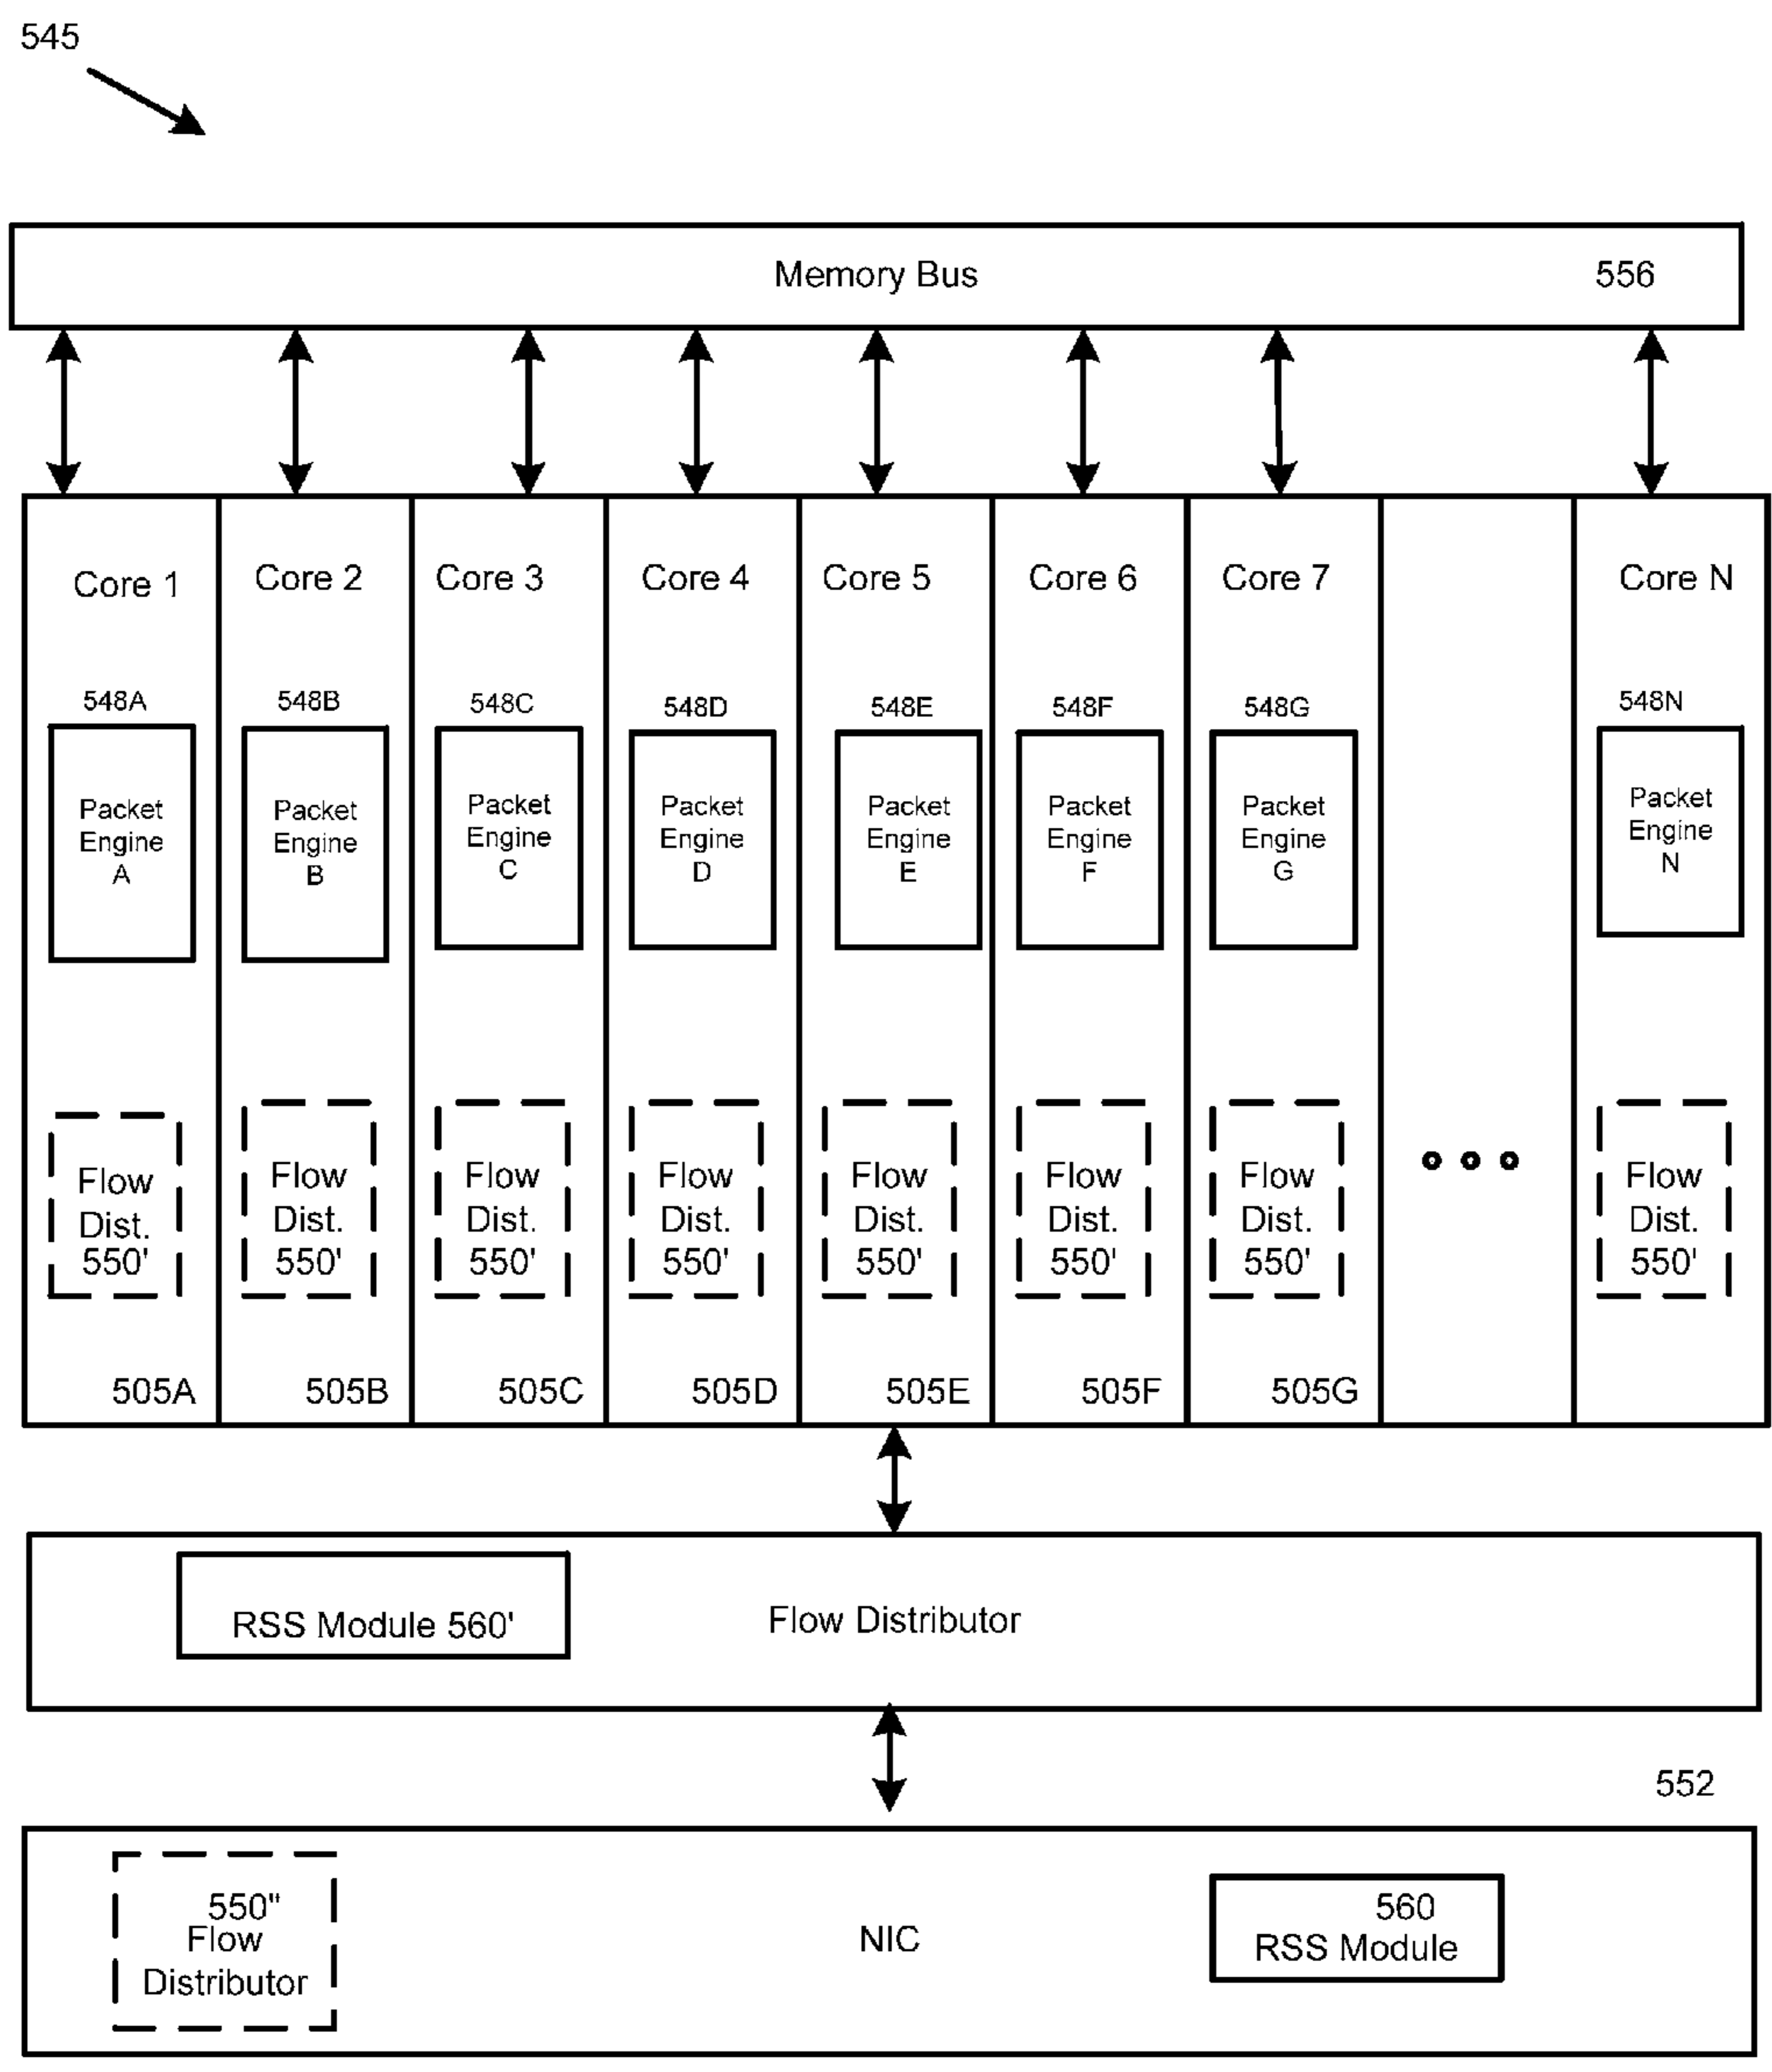 545
Memory Bus 556
Core 1 Core 2 Core 3 Core 4 Core 5 Core 6 Core 7 Core N
548A 548B 548C 548D 548E 548F 548G 548N
Packet Packet Packet Packet Packet Packet Packet Packet
Engine Engine Engine Engine Engine Engine Engine Engine
A B C D E F G N
Flow Flow Flow Flow Flow Flow Flow Flow
Dist. Dist. Dist. Dist. Dist. Dist. Dist. Dist.
550' 550' 550' 550' 550' 550' 550' 550'
505A 505B 505C 505D 505E 505F 505G
RSS Module 560' Flow Distributor
552
550" 560
Flow NIC RSS Module
Distributor